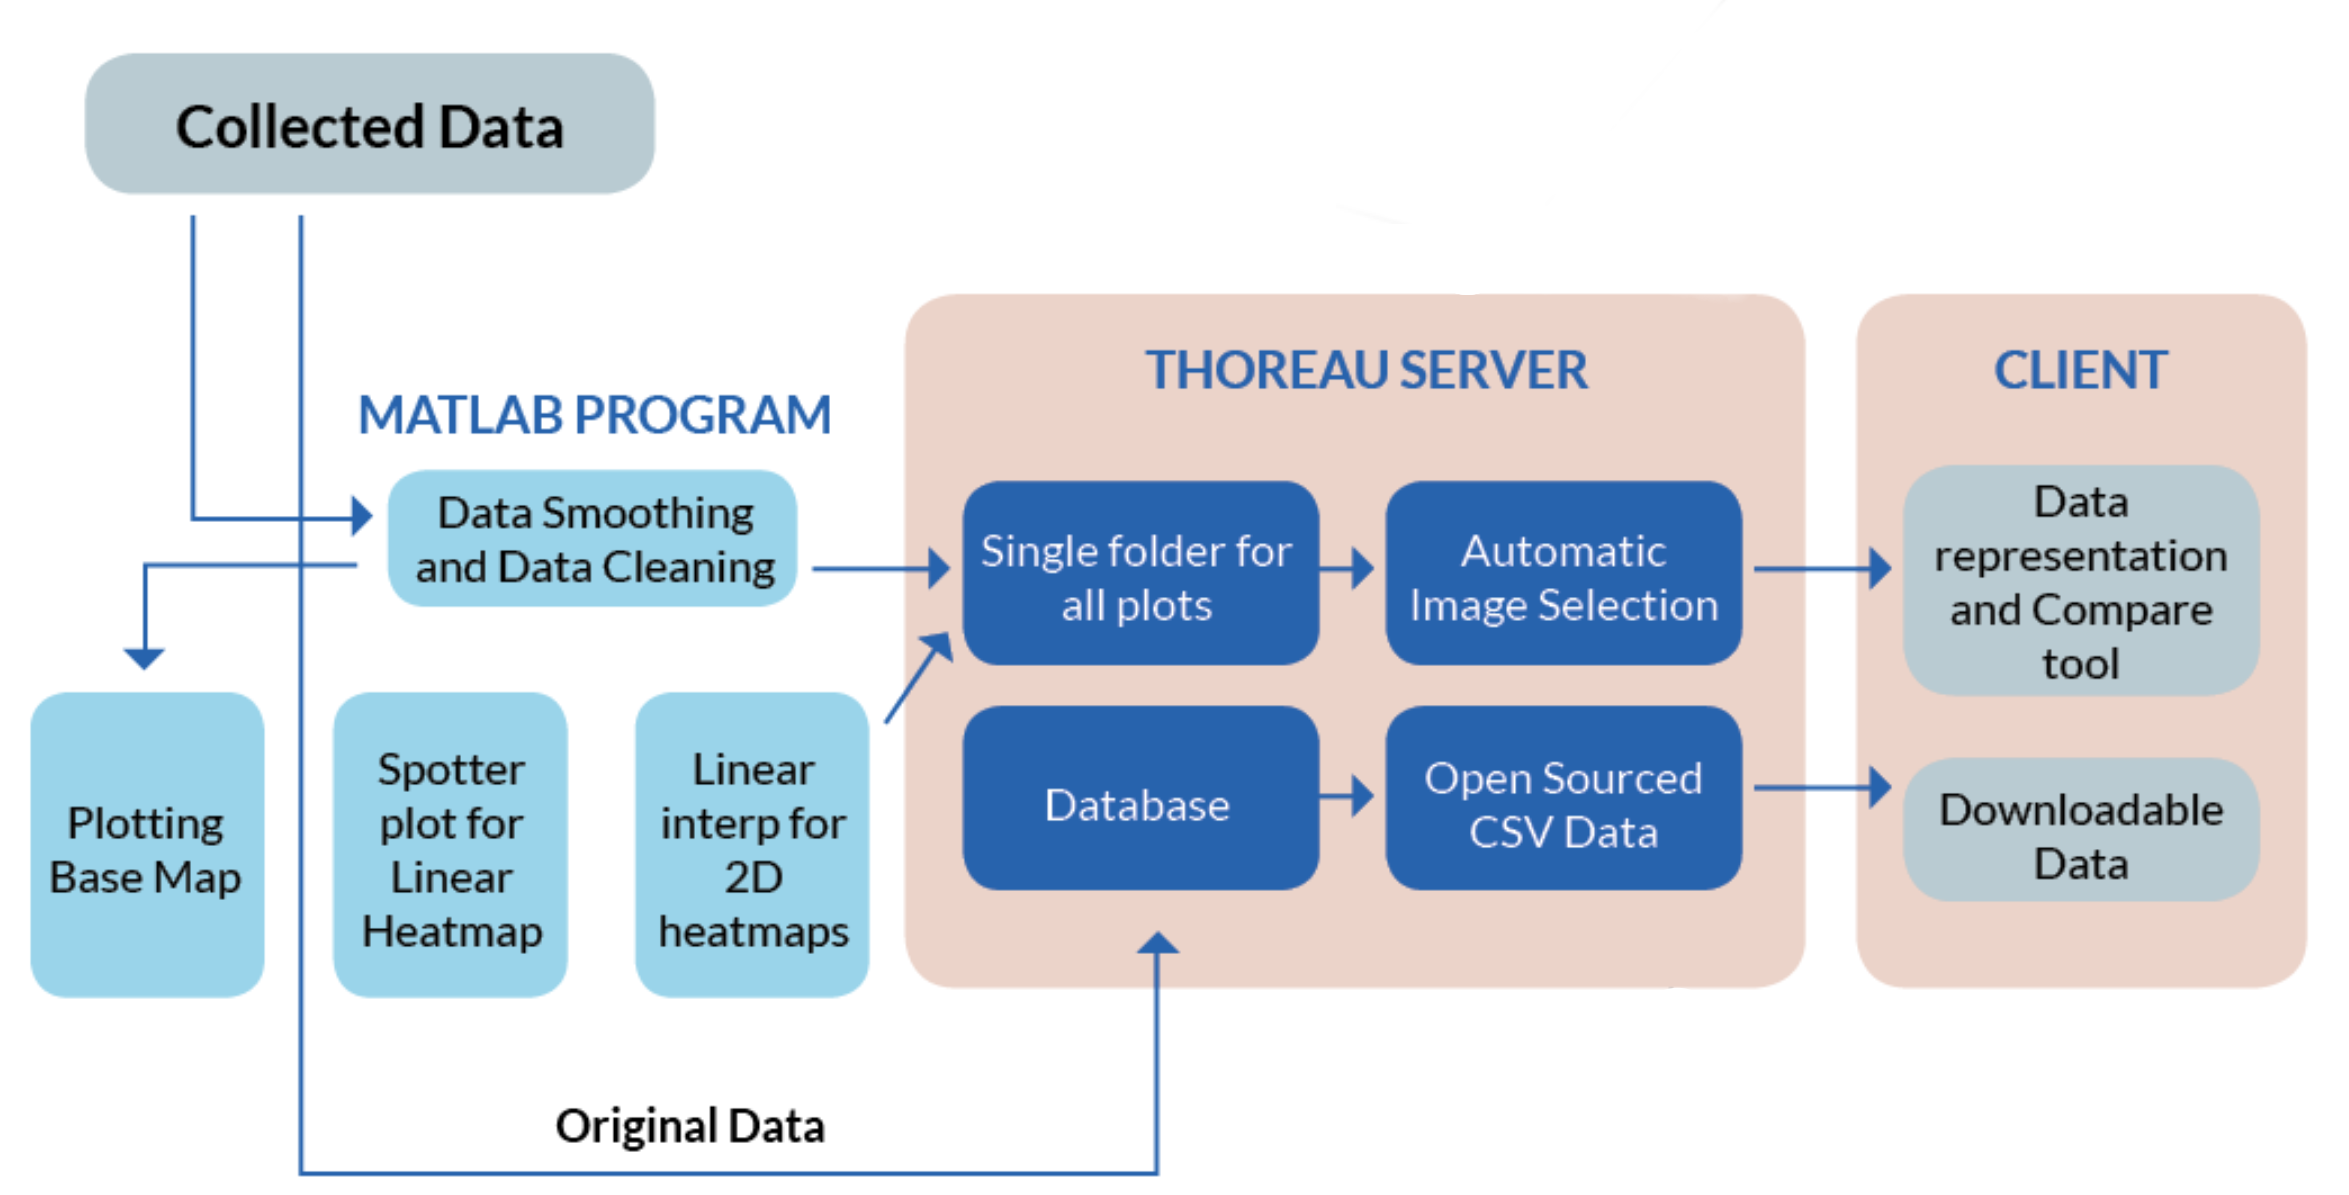 Collected Data
MATLAB PROGRAM
Data Smoothing
and Data Cleaning
Plotting
Base Map
Spotter
plot for
Linear
Heatmap
Linear
interp for
2D
heatmaps
THOREAU SERVER
Single folder for
all plots
Automatic
Image Selection
Database
Open Sourced
CSV Data
CLIENT
Data
representation
and Compare
tool
Downloadable
Data
Original Data